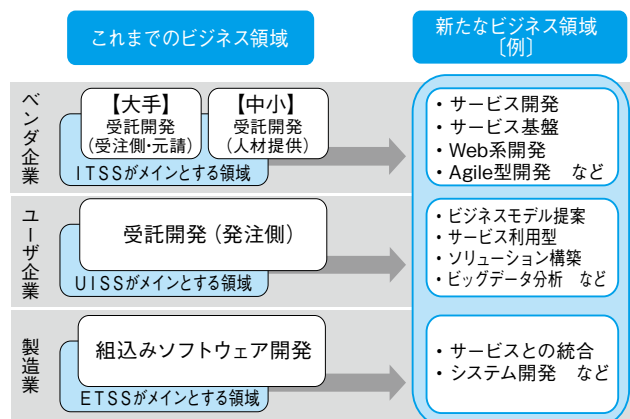 これまでのビジネス領域
新たなビジネス領域
〔例〕
ベンダ企業
【大手】
受託開発
(受注側・元請)
【中小】
受託開発
(人材提供)
ITSSがメインとする領域
・サービス開発
・サービス基盤
・Web系開発
・Agile型開発 など
ユーザ企業
受託開発(発注側)
UISSがメインとする領域
・ビジネスモデル提案
・サービス利用型
・ソリューション構築
・ビッグデータ分析 など
製造業
組込みソフトウェア開発
ETSSがメインとする領域
・サービスとの統合
・システム開発 など